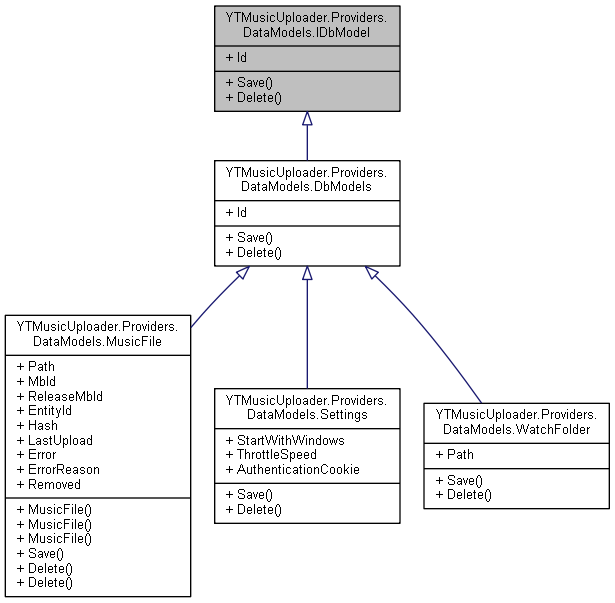 YTMusicUploader.Providers.
DataModels.IDbModel
+ Id
+ Save()
+ Delete()
YTMusicUploader.Providers.
DataModels.DbModels
+ Id
+ Save()
+ Delete()
YTMusicUploader.Providers.
DataModels.MusicFile
+ Path
+ MbId
+ ReleaseMbId
+ EntityId
+ Hash
+ LastUpload
+ Error
+ ErrorReason
+ Removed
+ MusicFile()
+ MusicFile()
+ MusicFile()
+ Save()
+ Delete()
+ Delete()
YTMusicUploader.Providers.
DataModels.Settings
+ StartWithWindows
+ ThrottleSpeed
+ AuthenticationCookie
+ Save()
+ Delete()
YTMusicUploader.Providers.
DataModels.WatchFolder
+ Path
+ Save()
+ Delete()